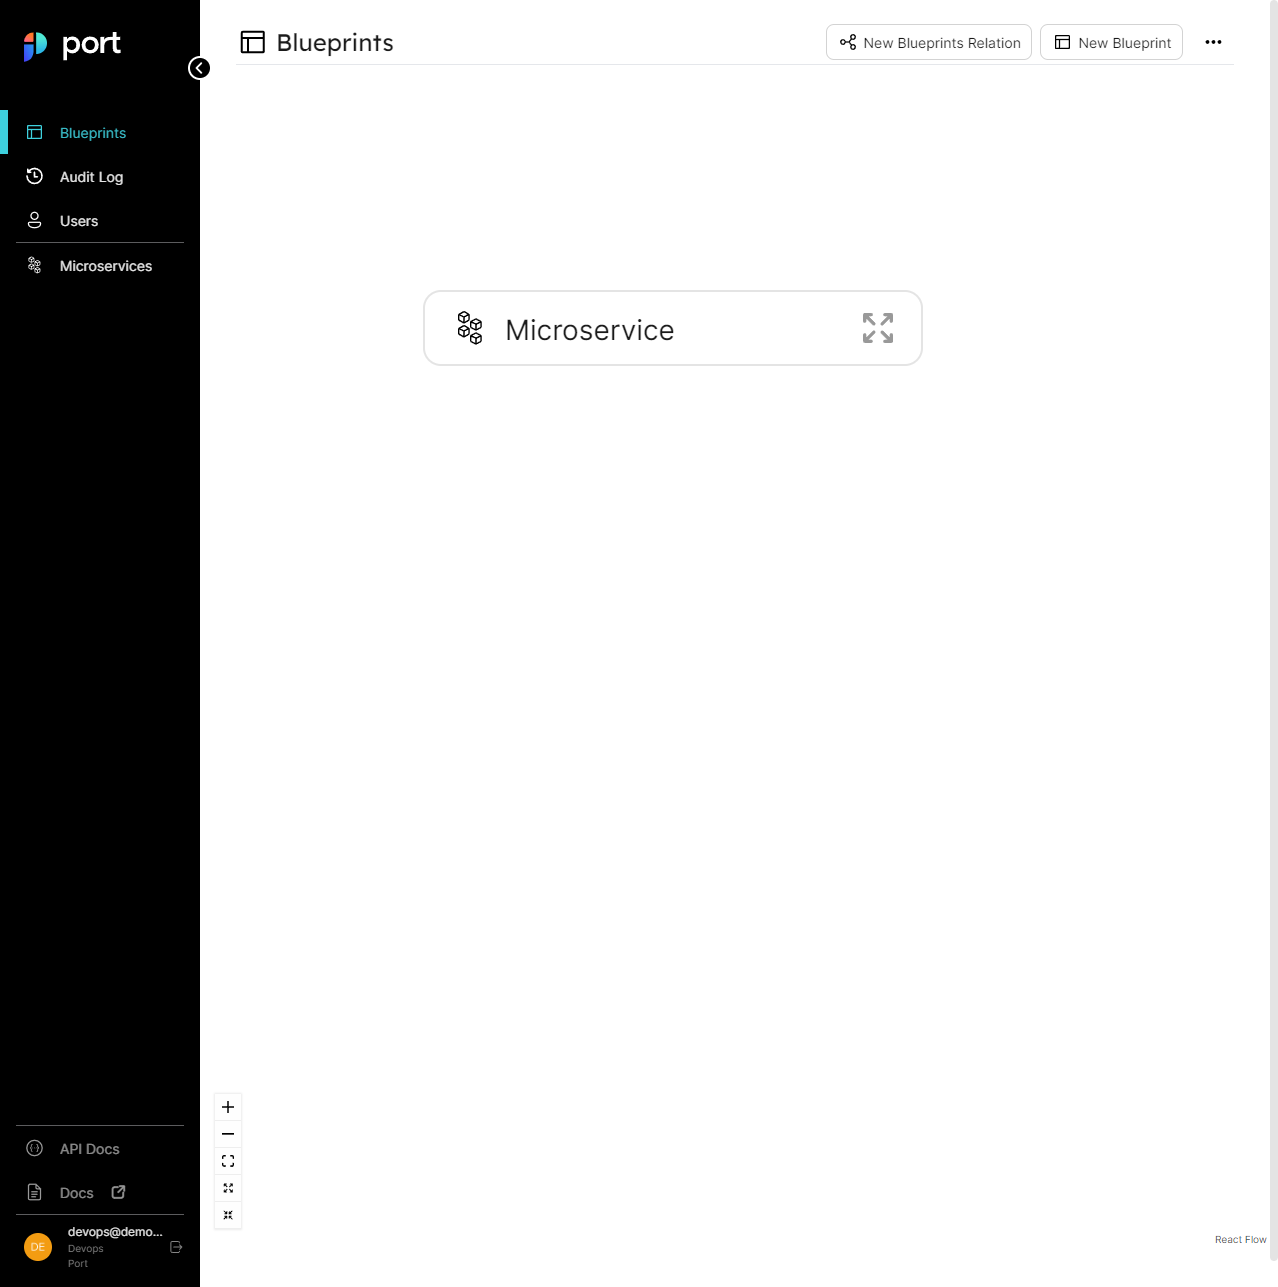 port
Blueprints
New Blueprints Relation
New Blueprint
Blueprints
Audit Log
Users
Microservices
Microservice
API Docs
Docs
DE
devops@demo...
Devops
Port
React Flow